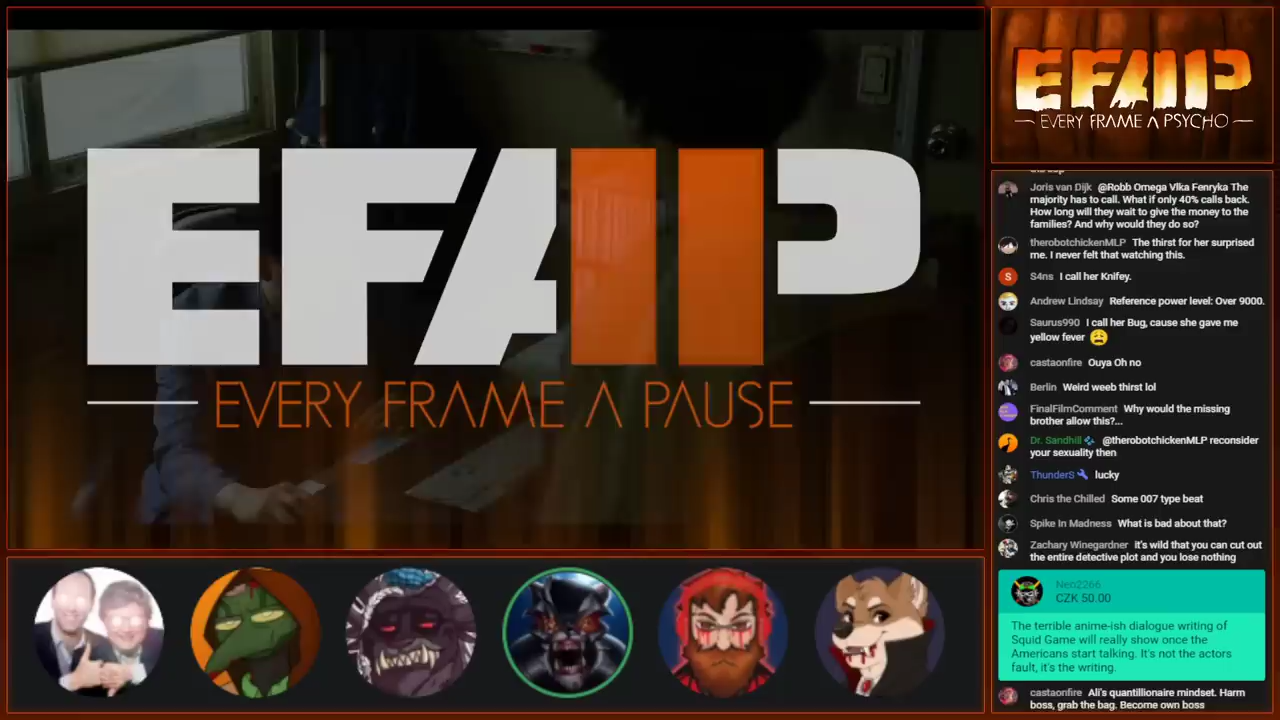 EFAP
EVERY FRAME A PAUSE
EFAP
EVERY FRAME A PSYCHO
Joris van Dijk @Robb Omega Vlka Fenryka The
majority has to call. What if only 40% calls back.
How long will they wait to give the money to the
families? And why would they do so?
therobotchickenMLP The thirst for her surprised
me. I never felt that watching this.
S
S4ns I call her Knifey.
Andrew Lindsay Reference power level: Over 9000.
Saurus990 I call her Bug, cause she gave me
yellow fever 😩
castaonfire Ouya Oh no
Berlin Weird weeb thirst lol
FinalFilmComment Why would the missing
brother allow this?...
Dr. Sandhill @therobotchickenMLP reconsider
your sexuality then
ThunderS lucky
Chris the Chilled Some 007 type beat
Spike In Madness What is bad about that?
Zachary Winegardner it's wild that you can cut out
the entire detective plot and you lose nothing
Neo2266
CZK 50.00
The terrible anime-ish dialogue writing of
Squid Game will really show once the
Americans start talking. It's not the actors
fault, it's the writing.
castaonfire Ali's quantillionaire mindset. Harm
boss, grab the bag. Become own boss